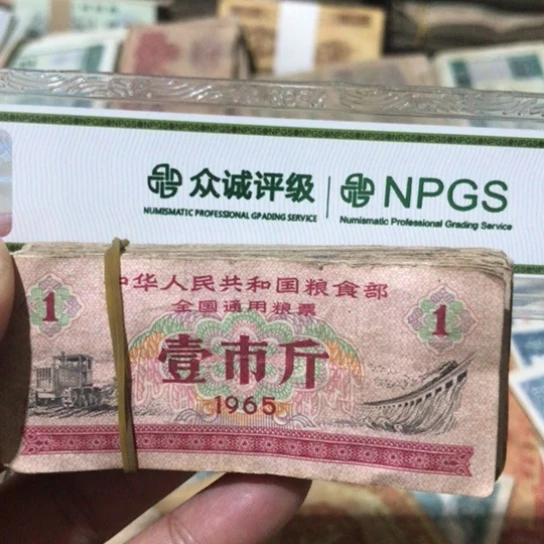 众诚评级
NUMISMATIC PROFESSIONAL GRADING SERVICE
NPGS
Numismatic Professional Grading Service
中华人民共和国粮食部
全国通用粮票
1
1
壹市斤
1965